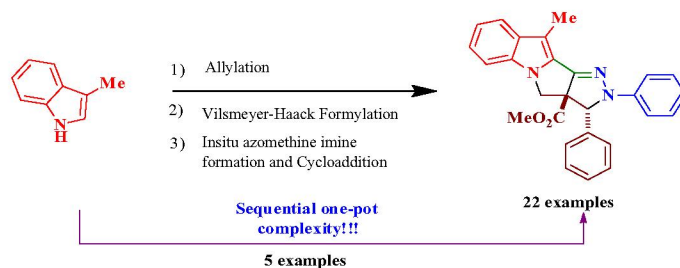 Me
N
H
1) Allylation
2) Vilsmeyer-Haack Formylation
3) Insitu azomethine imine
formation and Cycloaddition
Me
N
N
N
MeO2C
Sequential one-pot
complexity!!!
22 examples
5 examples